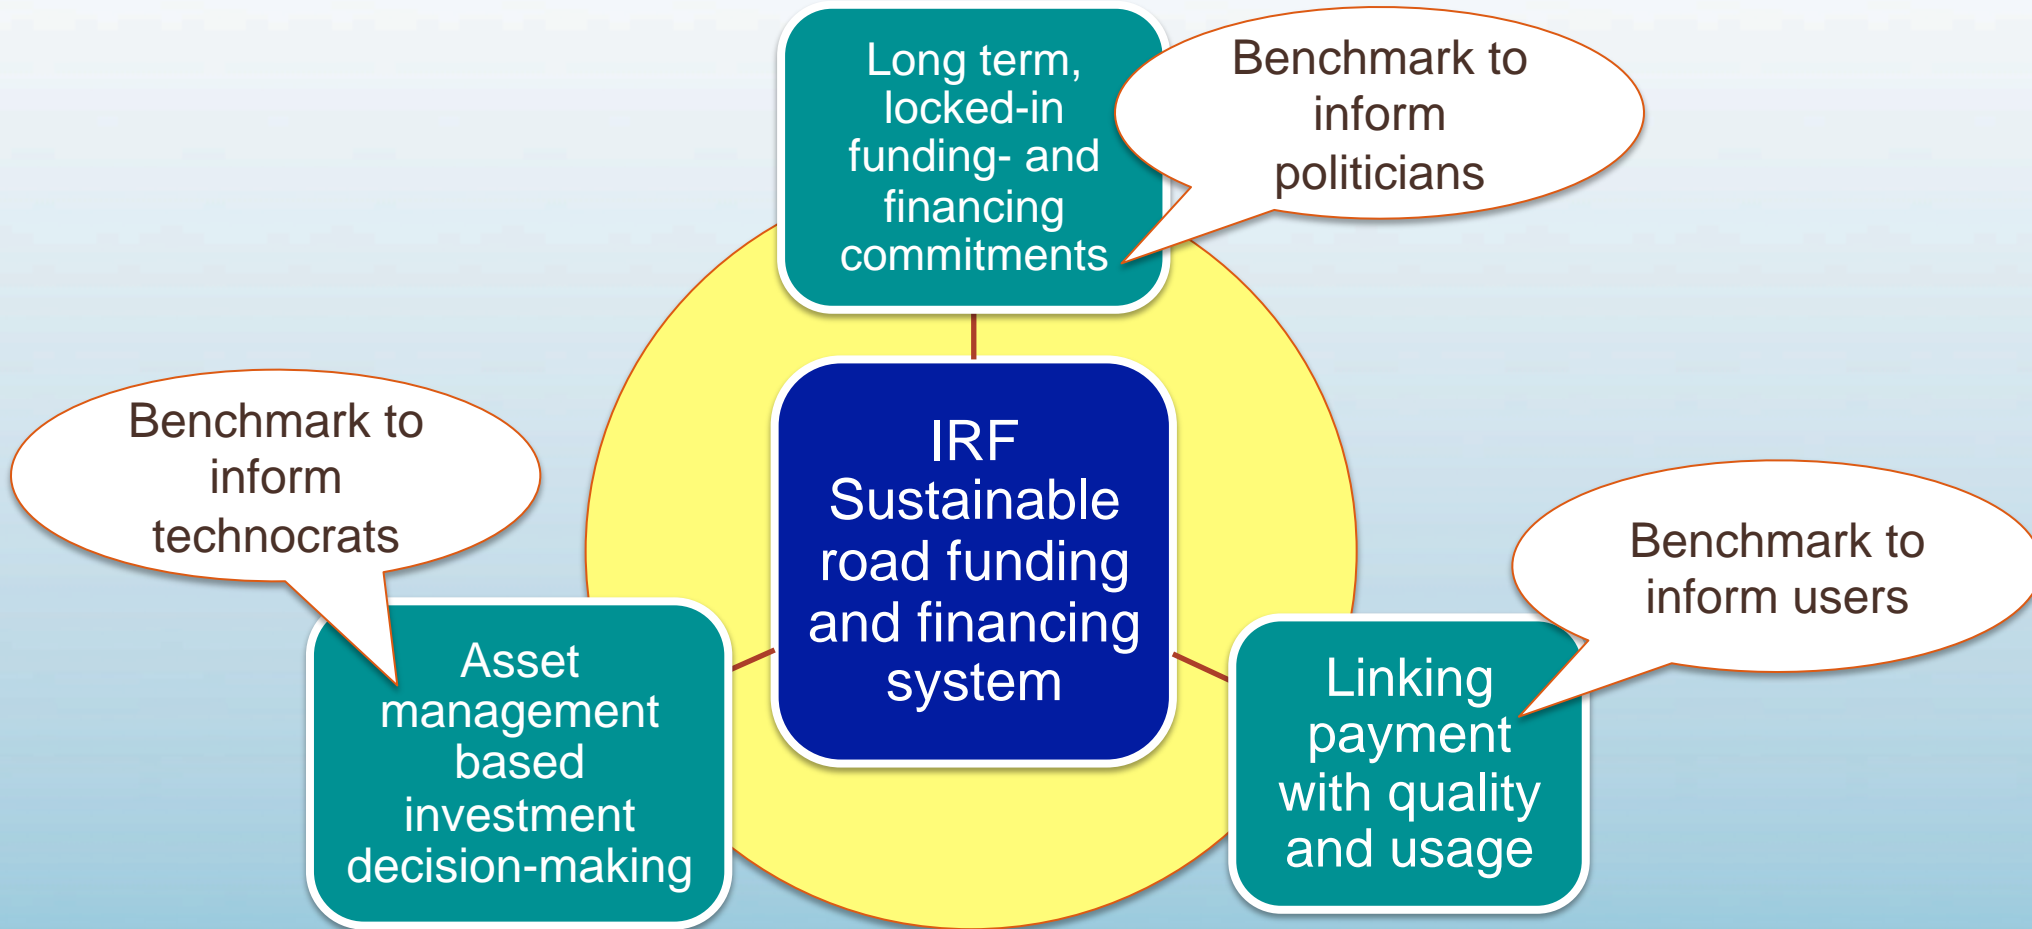 Long term,
locked-in
funding- and
financing
commitments
Benchmark to
inform
politicians
Benchmark to
inform
technocrats
IRF
Sustainable
road funding
and financing
system
Benchmark to
inform users
Asset
management
based
investment
decision-making
Linking
payment
with quality
and usage